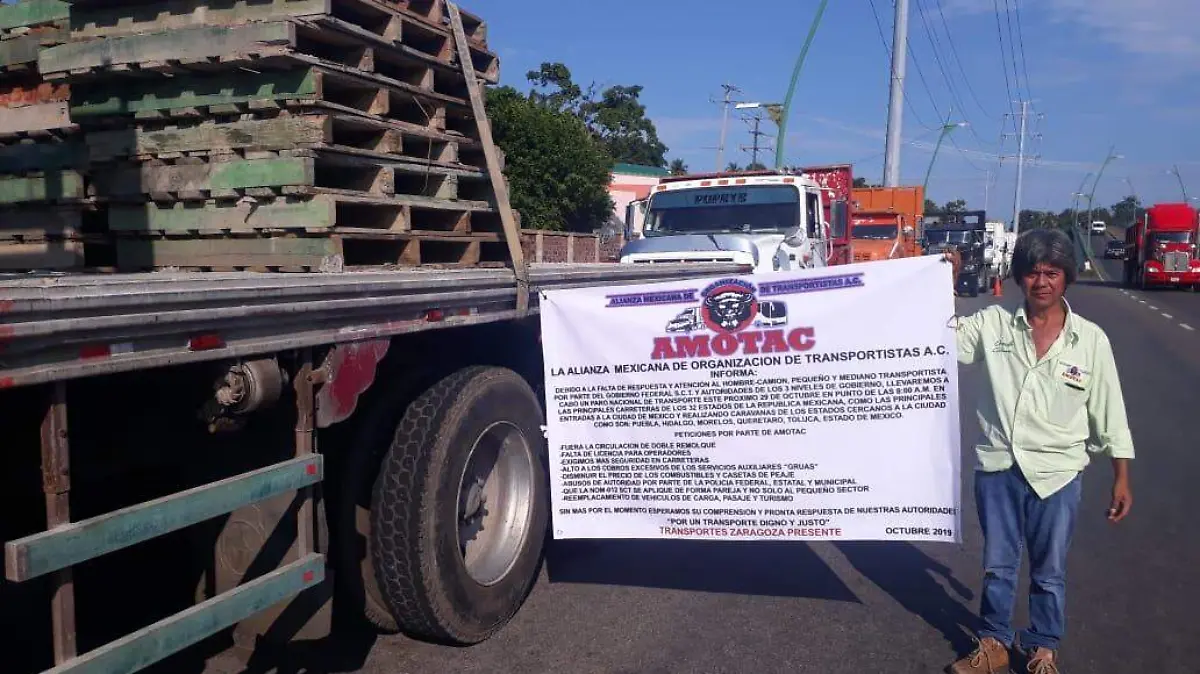 POPEYS
ALIANZA MEXICANA DE ORGANIZACIÓN DE TRANSPORTISTAS A.C.
AMOTAC
LA ALIANZA MEXICANA DE ORGANIZACION DE TRANSPORTISTAS A.C.
INFORMA:
DEBIDO A LA FALTA DE RESPUESTA Y ATENCIÓN AL HOMBRE-CAMION, PEQUEÑO Y MEDIANO TRANSPORTISTA
POR PARTE DEL GOBIERNO FEDERAL S.C.T. Y AUTORIDADES DE LOS 3 NIVELES DE GOBIERNO, LLEVAREMOS A
CABO UN PARO NACIONAL DE TRANSPORTE ESTE PROXIMO 29 DE OCTUBRE EN PUNTO DE LAS 8:00 A.M. EN
LAS PRINCIPALES CARRETERAS DE LOS 32 ESTADOS DE LA REPUBLICA MEXICANA, COMO LAS PRINCIPALES
ENTRADAS A LA CIUDAD DE MEXICO Y REALIZANDO CARAVANAS DE LOS ESTADOS CERCANOS A LA CIUDAD
COMO SON: PUEBLA, HIDALGO, MORELOS, QUERETARO, TOLUCA, ESTADO DE MEXICO.
PETICIONES POR PARTE DE AMOTAC
-FUERA LA CIRCULACION DE DOBLE REMOLQUE
-FALTA DE LICENCIA PARA OPERADORES
-EXIGIMOS MAS SEGURIDAD EN CARRETERAS
-ALTO A LOS COBROS EXCESIVOS DE LOS SERVICIOS AUXILIARES "GRUAS"
-DISMINUIR EL PRECIO DE LOS COMBUSTIBLES Y CASETAS DE PEAJE
-ABUSOS DE AUTORIDAD POR PARTE DE LA POLICIA FEDERAL, ESTATAL Y MUNICIPAL
-QUE LA NOM-012 SCT SE APLIQUE DE FORMA PAREJA Y NO SOLO AL PEQUEÑO SECTOR
-REEMPLACAMIENTO DE VEHICULOS DE CARGA, PASAJE Y TURISMO
SIN MAS POR EL MOMENTO ESPERAMOS SU COMPRENSION Y PRONTA RESPUESTA DE NUESTRAS AUTORIDADES
"POR UN TRANSPORTE DIGNO Y JUSTO"
TRANSPORTES ZARAGOZA PRESENTE OCTUBRE 2019